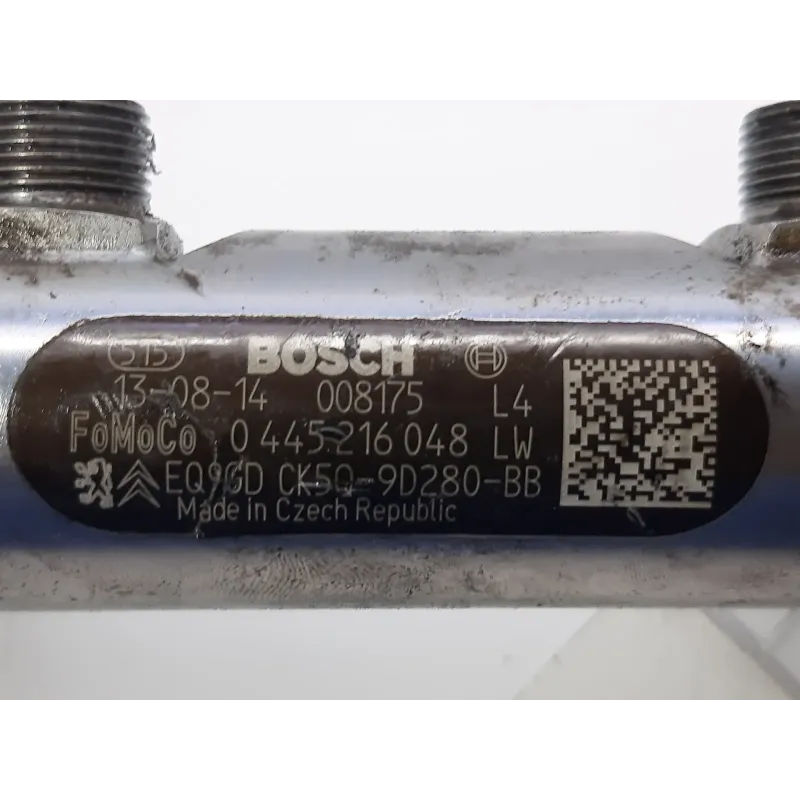 515 BOSCH
13-08-14 008175 L4
FoMoCo 0 445 216 048 LW
EQ9GD CK5Q-9D280-BB
Made in Czech Republic